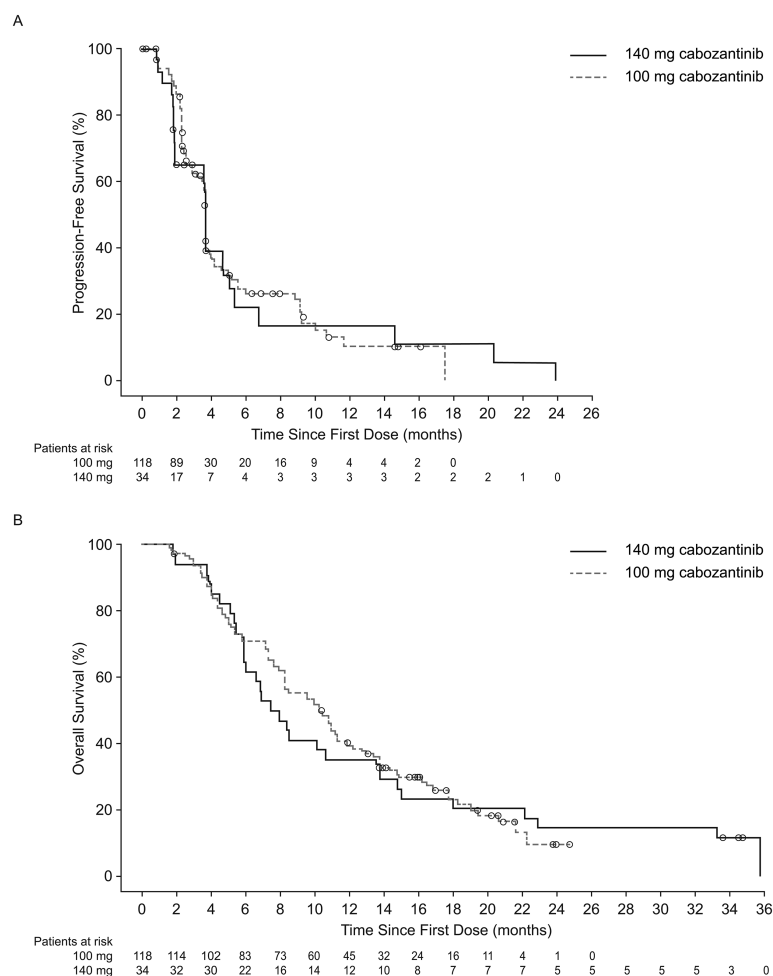 A
100
80
60
40
20
0
Progression-Free Survival (%)
140 mg cabozantinib
100 mg cabozantinib
0 2 4 6 8 10 12 14 16 18 20 22 24 26
Time Since First Dose (months)
Patients at risk
100 mg 118 89 30 20 16 9 4 4 2 0
140 mg 34 17 7 4 3 3 3 3 2 2 2 1 0
B
100
80
60
40
20
0
Overall Survival (%)
140 mg cabozantinib
100 mg cabozantinib
0 2 4 6 8 10 12 14 16 18 20 22 24 26 28 30 32 34 36
Time Since First Dose (months)
Patients at risk
100 mg 118 114 102 83 73 60 45 32 24 16 11 4 1 0
140 mg 34 32 30 22 16 14 12 10 8 7 7 7 5 5 5 5 5 3 0